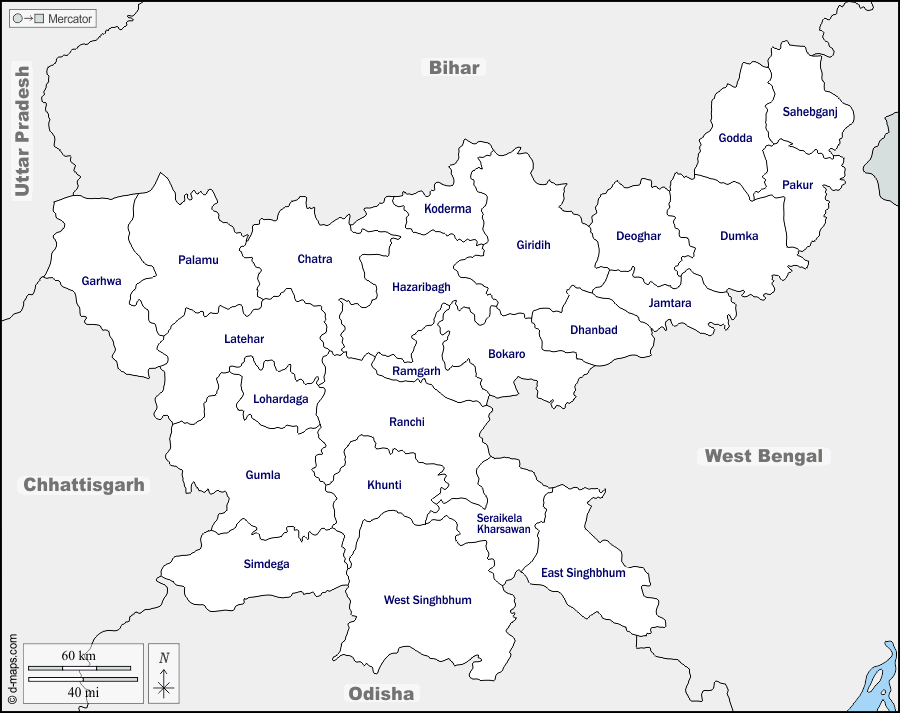 Mercator
Bihar
Uttar Pradesh
Sahebganj
Godda
Pakur
Koderma
Deoghar
Dumka
Giridih
Palamu
Chatra
Garhwa
Hazaribagh
Jamtara
Dhanbad
Latehar
Bokaro
Ramgarh
Lohardaga
Ranchi
West Bengal
Gumla
Chhattisgarh
Khunti
Seraikela
Kharsawan
Simdega
East Singhbhum
West Singhbhum
60 km
40 mi
N
Odisha
© d-maps.com